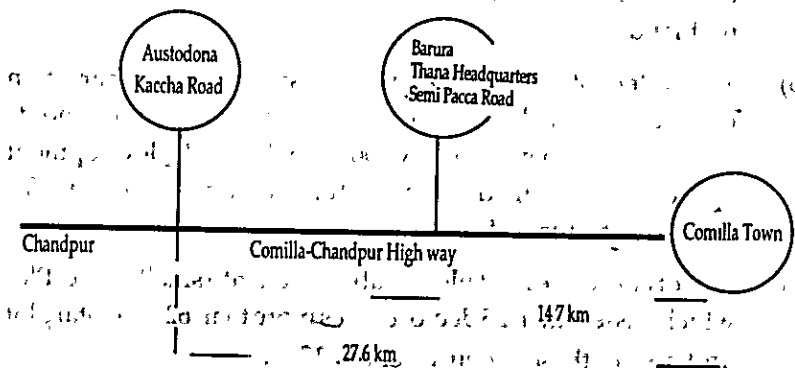 Austodona
Kaccha Road
Barura
Thana Headquarters
Semi Pacca Road
Comilla Town
Chandpur
Comilla-Chandpur High way
14.7 km
27.6 km